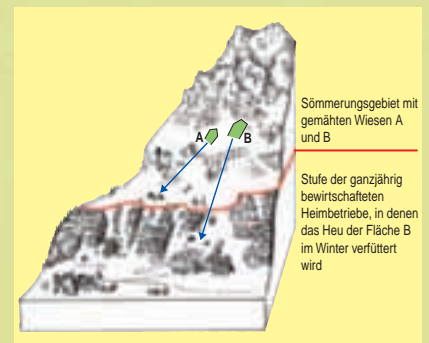 A
B
Sömmerungsgebiet mit
gemähten Wiesen A
und B
Stufe der ganzjährig
bewirtschafteten
Heimbetriebe, in denen
das Heu der Fläche B
im Winter verfüttert
wird